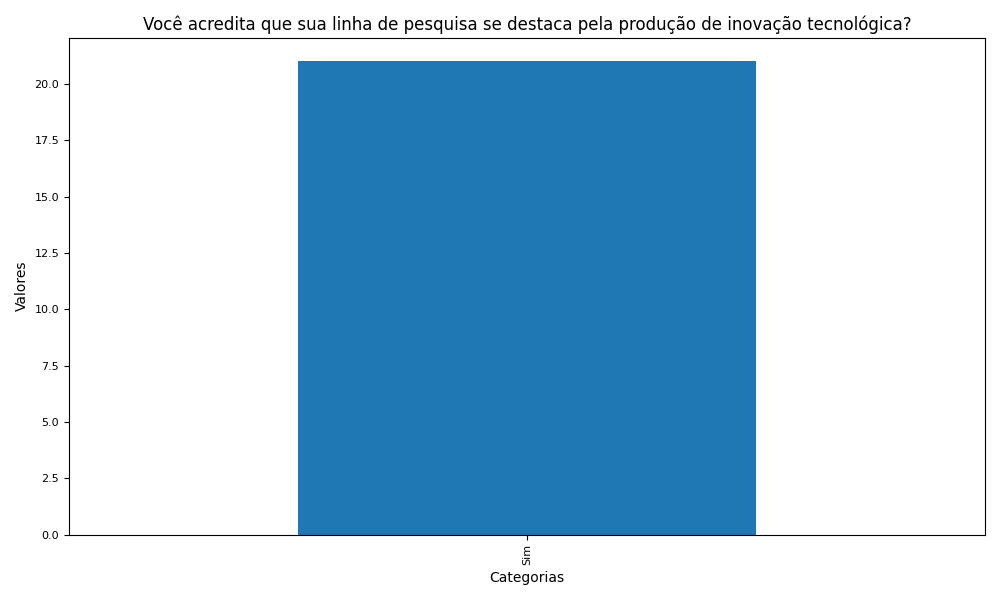 Você acredita que sua linha de pesquisa se destaca pela produção de inovação tecnológica?
20.0
17.5
15.0
12.5
10.0
7.5
5.0
2.5
0.0
Valores
Sim
Categorias